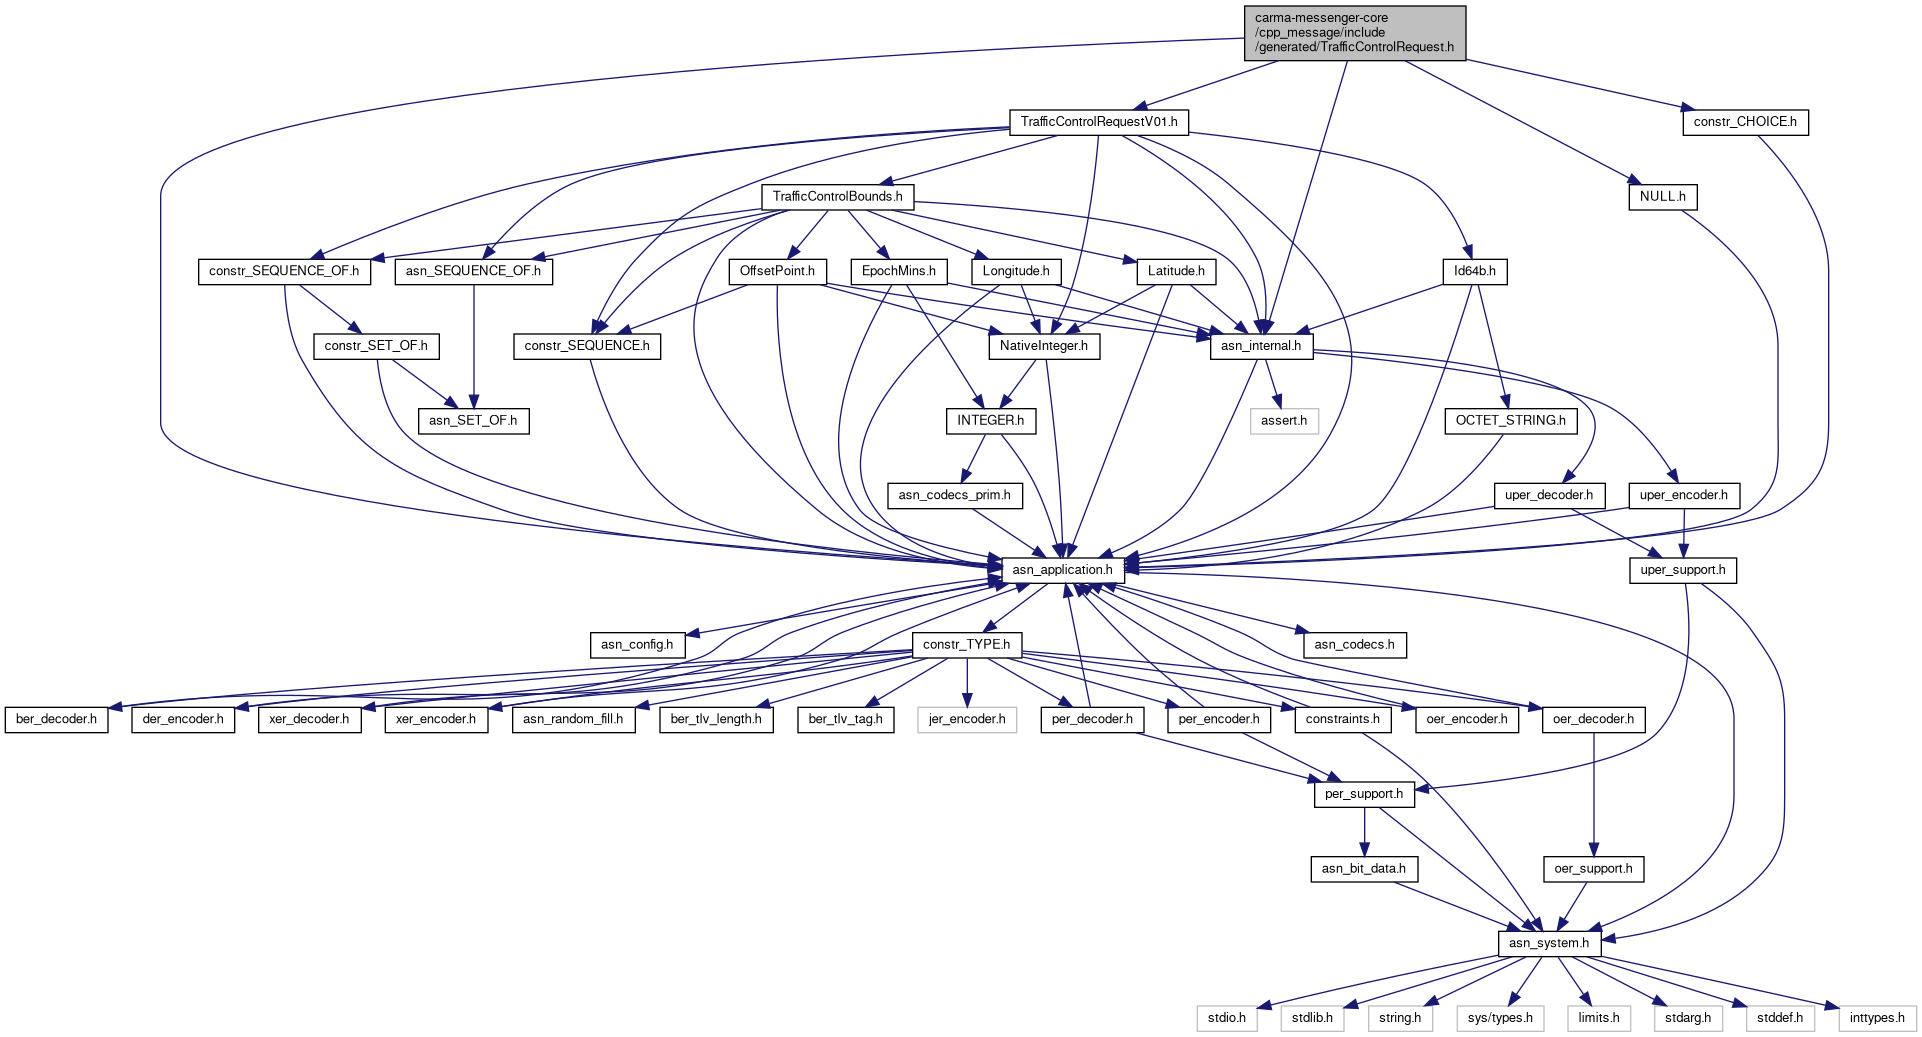 carma-messenger-core
/cpp_message/include
/generated/TrafficControlRequest.h
TrafficControlRequestV01.h
constr_CHOICE.h
TrafficControlBounds.h
NULL.h
constr_SEQUENCE_OF.h
asn_SEQUENCE_OF.h
OffsetPoint.h
EpochMins.h
Longitude.h
Latitude.h
Id64b.h
constr_SET_OF.h
constr_SEQUENCE.h
NativeInteger.h
asn_internal.h
asn_SET_OF.h
INTEGER.h
assert.h
OCTET_STRING.h
asn_codecs_prim.h
uper_decoder.h
uper_encoder.h
asn_application.h
uper_support.h
asn_config.h
constr_TYPE.h
asn_codecs.h
ber_decoder.h
der_encoder.h
xer_decoder.h
xer_encoder.h
asn_random_fill.h
ber_tlv_length.h
ber_tlv_tag.h
jer_encoder.h
per_decoder.h
per_encoder.h
constraints.h
oer_encoder.h
oer_decoder.h
per_support.h
asn_bit_data.h
oer_support.h
asn_system.h
stdio.h
stdlib.h
string.h
sys/types.h
limits.h
stdarg.h
stddef.h
inttypes.h